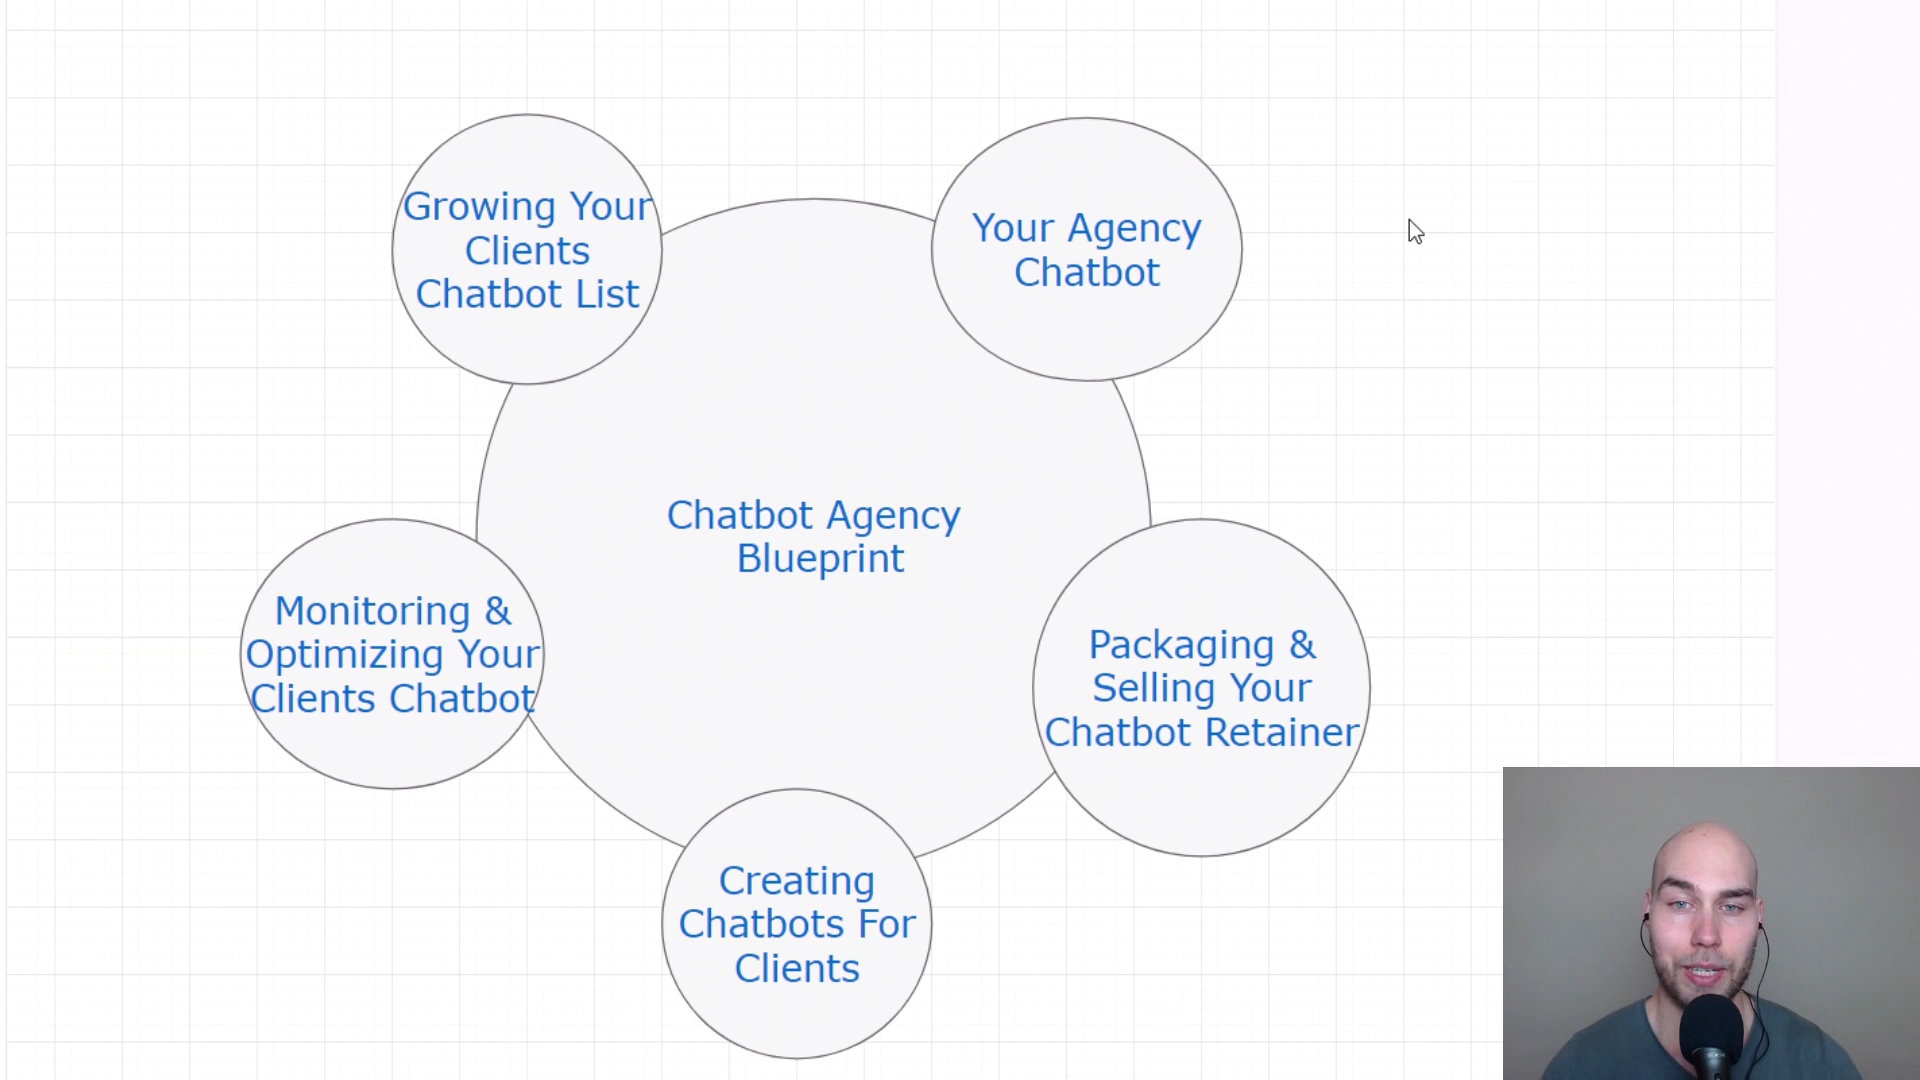 Growing Your
Clients
Chatbot List
Your Agency
Chatbot
Chatbot Agency
Blueprint
Monitoring &
Optimizing Your
Clients Chatbot
Packaging &
Selling Your
Chatbot Retainer
Creating
Chatbots For
Clients